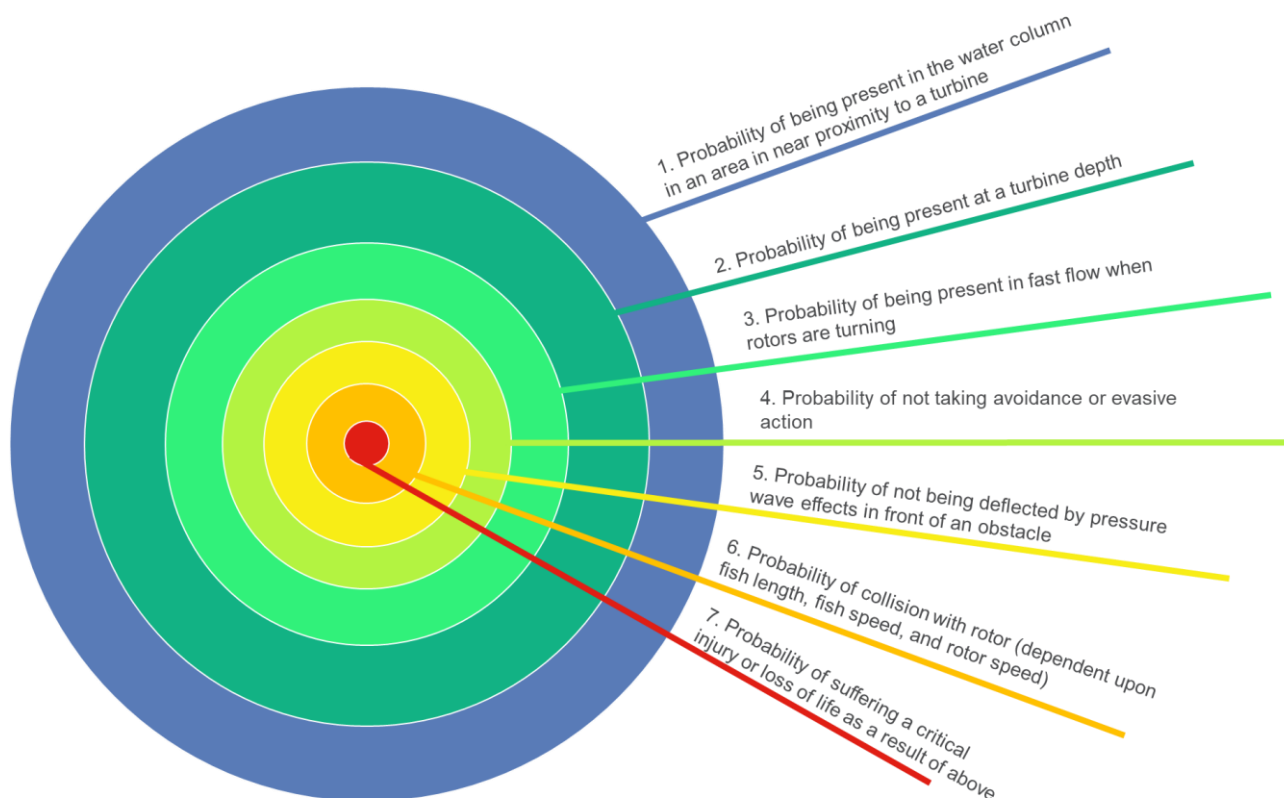 1. Probability of being present in the water column
in an area in near proximity to a turbine
2. Probability of being present at a turbine depth
3. Probability of being present in fast flow when
rotors are turning
4. Probability of not taking avoidance or evasive
action
5. Probability of not being deflected by pressure
wave effects in front of an obstacle
6. Probability of collision with rotor (dependent upon
fish length, fish speed, and rotor speed)
7. Probability of suffering a critical
injury or loss of life as a result of above